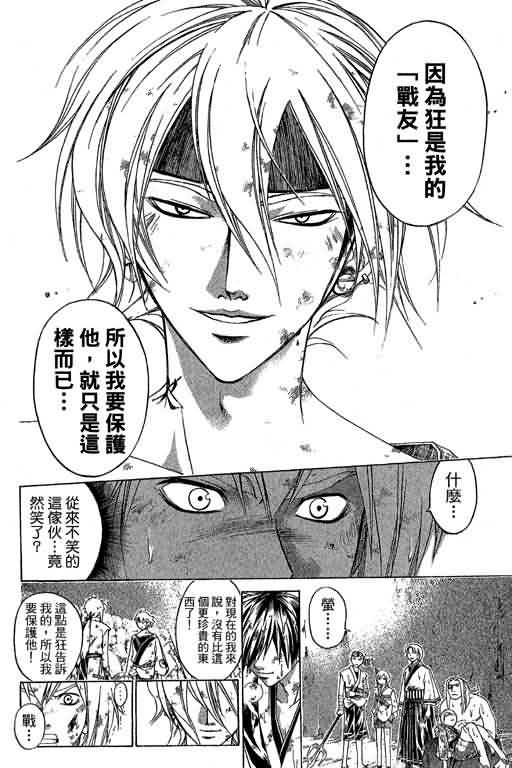 因為狂是我的
「戰友」…
所以我要保護
他，就只是這
樣而已…
什麼…
從來不笑的
這傢伙…竟
然笑了？
螢……
對現在的我來
說，沒有比這
個更珍貴的東
西了！
這點是狂告訴
我的，所以我
要保護他！
…
戰…